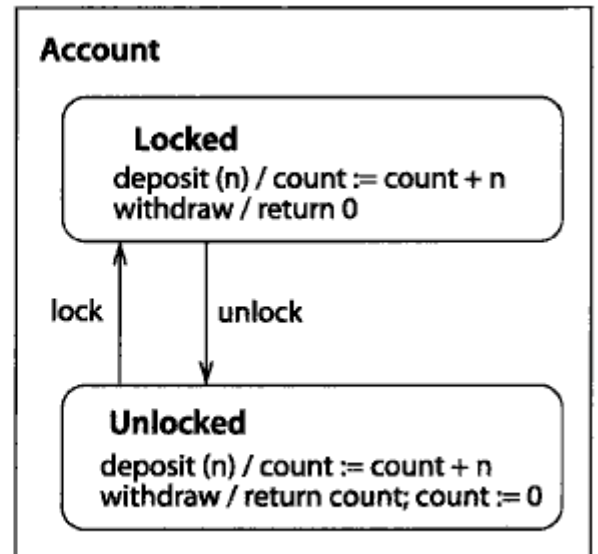 Account
Locked
deposit (n) / count := count + n
withdraw / return 0
lock
unlock
Unlocked
deposit (n) / count := count + n
withdraw / return count; count := 0